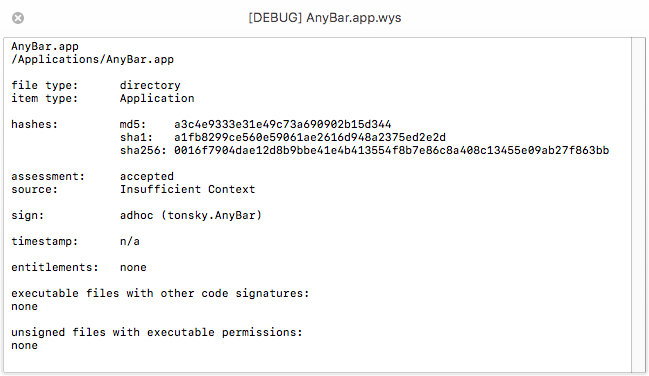 [DEBUG] AnyBar.app.wys
AnyBar.app
/Applications/AnyBar.app
file type: directory
item type: Application
hashes: md5: a3c4e9333e31e49c73a690902b15d344
sha1: a1fb8299ce560e59061ae2616d948a2375ed2e2d
sha256: 0016f7904dae12d8b9bbe41e4b413554f8b7e86c8a408c13455e09ab27f863bb
assessment: accepted
source: Insufficient Context
sign: adhoc (tonsky.AnyBar)
timestamp: n/a
entitlements: none
executable files with other code signatures:
none
unsigned files with executable permissions:
none